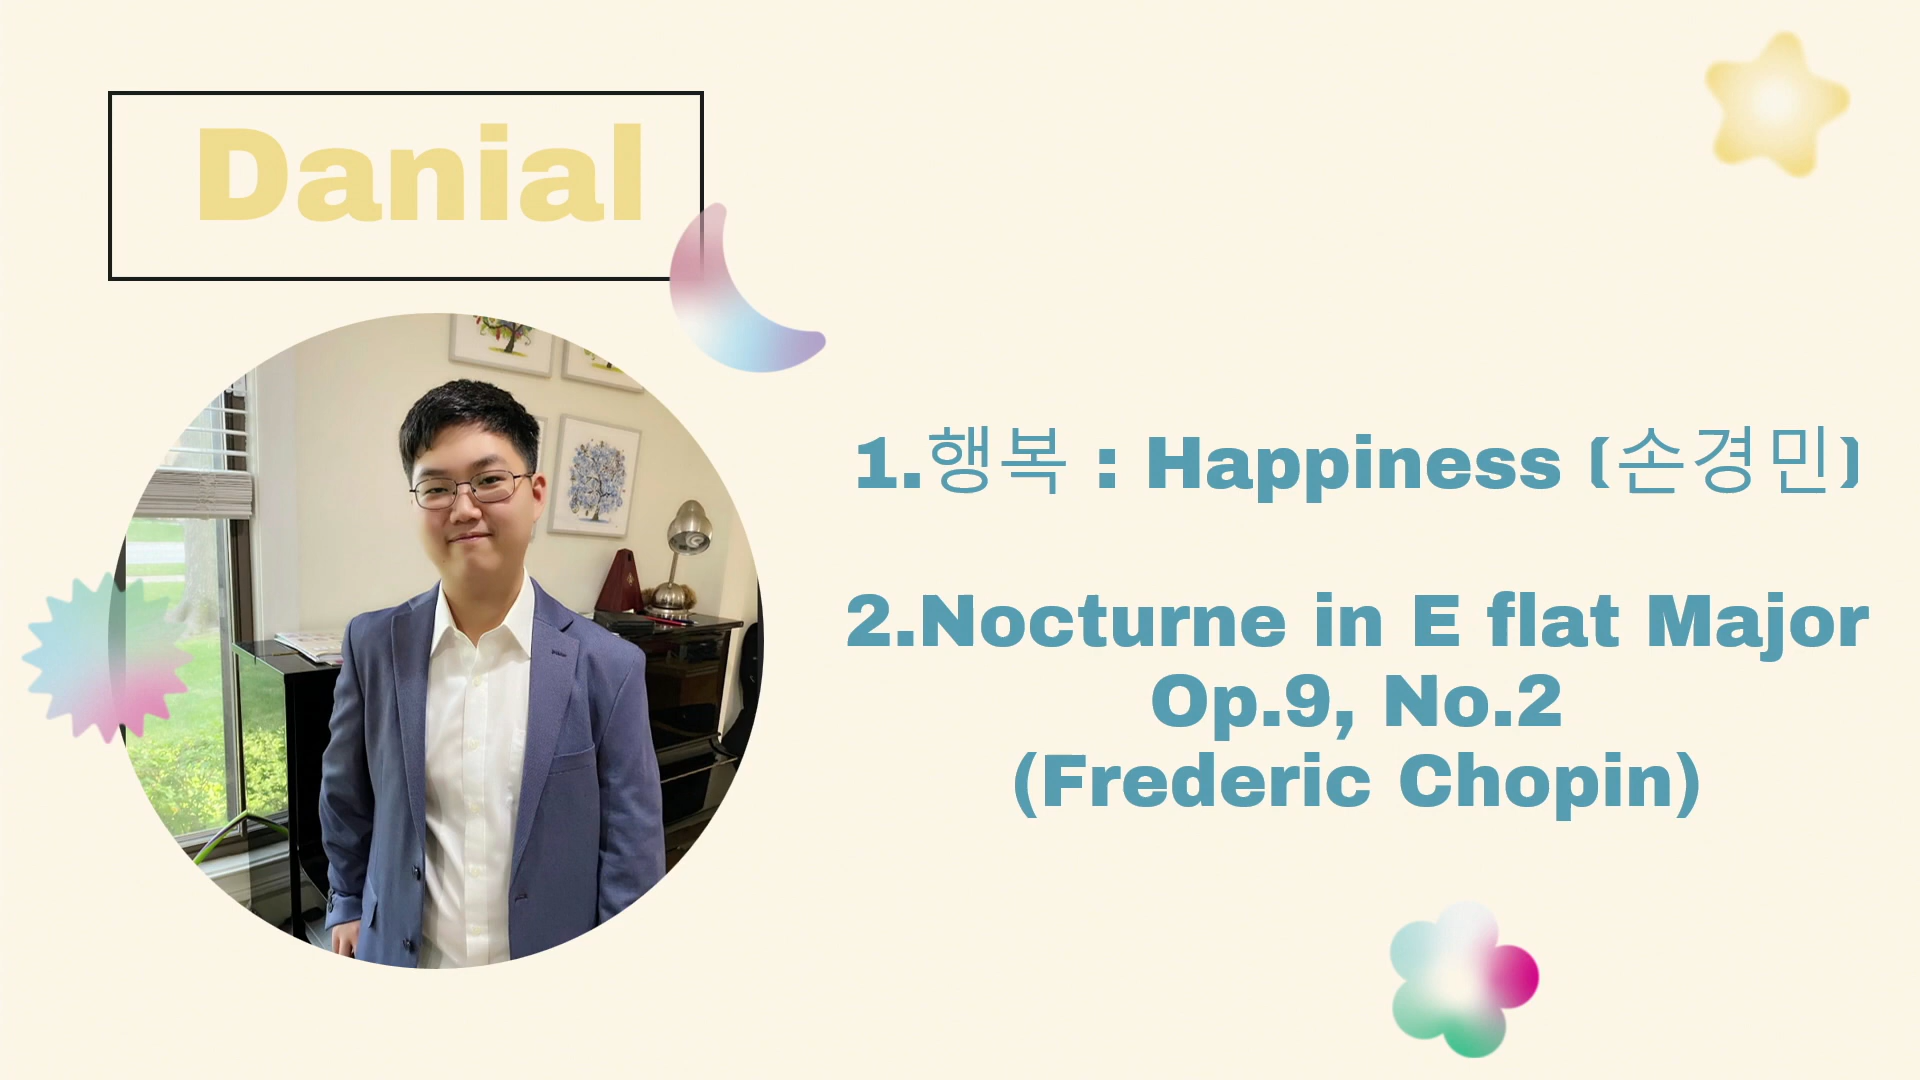 Danial
1.행복 : Happiness (손경민)
2.Nocturne in E flat Major
Op.9, No.2
(Frederic Chopin)